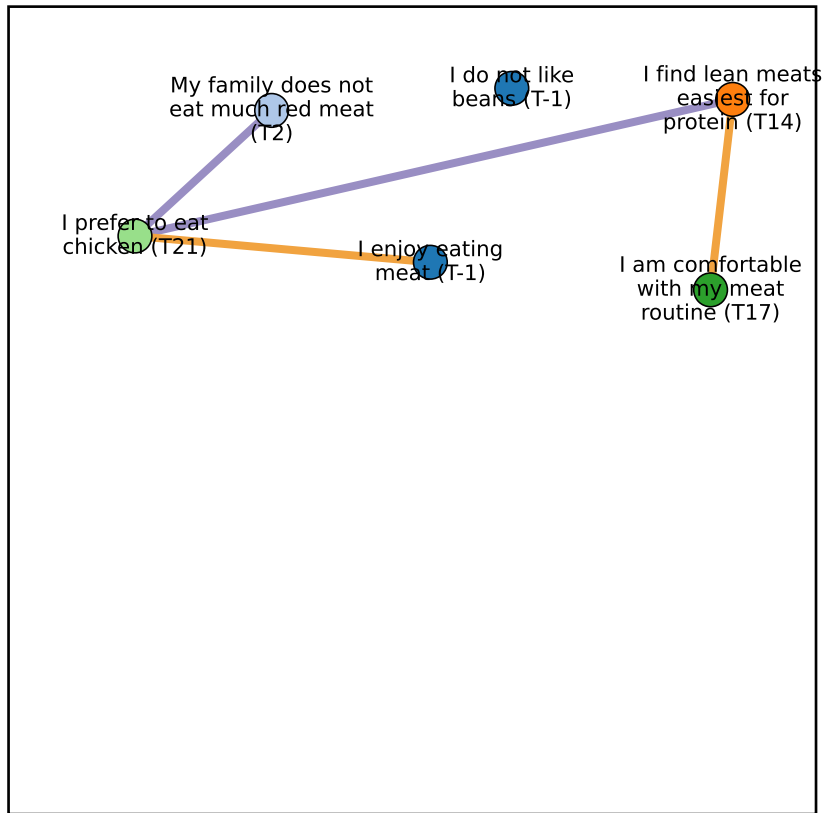 My family does not
eat much red meat
(T2)
I do not like
beans (T-1)
I find lean meats
easiest for
protein (T14)
I prefer to eat
chicken (T21)
I enjoy eating
meat (T-1)
I am comfortable
with my meat
routine (T17)